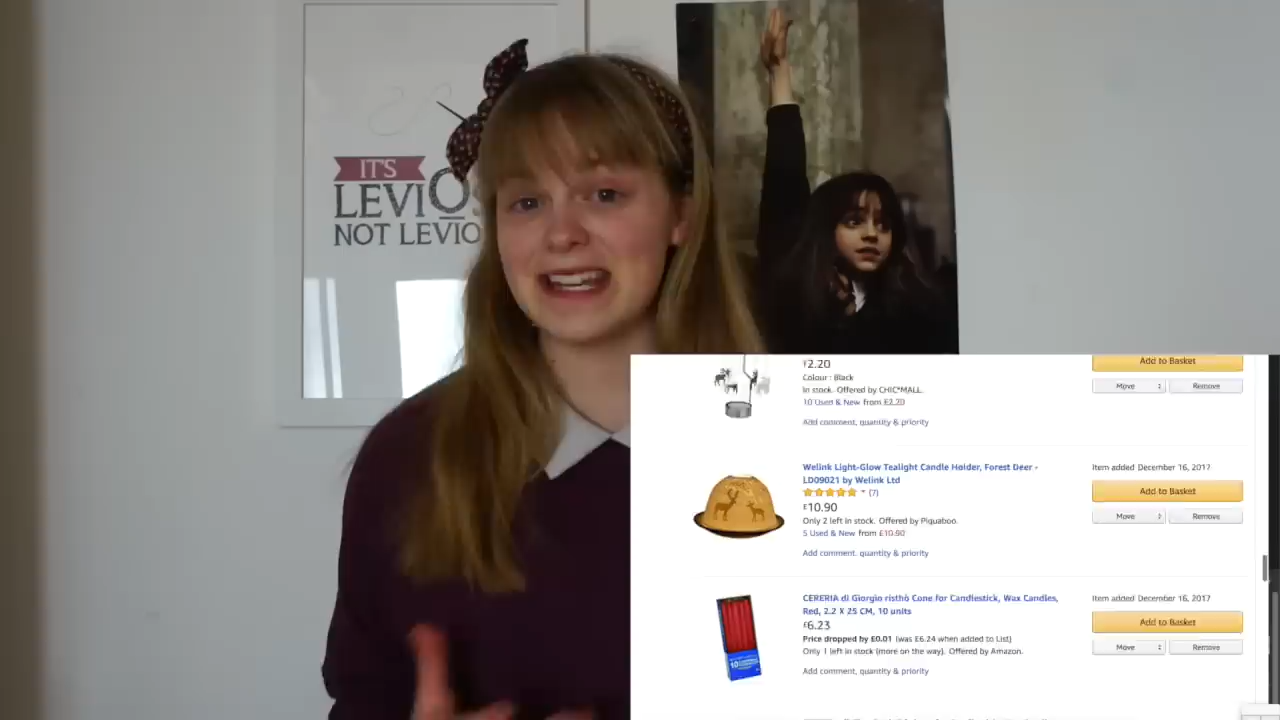 IT'S
LEVIOS
NOT LEVIO
£2.20
Colour : Black
In stock. Offered by CHIC*MALL.
10 Used & New from £2.20
Add comment, quantity & priority
Add to Basket
Move
Remove
Welink Light-Glow Tealight Candle Holder, Forest Deer -
LD09021 by Welink Ltd
(7)
£10.90
Only 2 left in stock. Offered by Piquaboo.
5 Used & New from £10.90
Add comment, quantity & priority
Item added December 16, 2017
Add to Basket
Move
Remove
CERERIA di Giorgio risthò Cone for Candlestick, Wax Candles,
Red, 2.2 X 25 CM, 10 units
£6.23
Price dropped by £0.01 (was £6.24 when added to List)
Only 1 left in stock (more on the way). Offered by Amazon.
Add comment, quantity & priority
Item added December 16, 2017
Add to Basket
Move
Remove
10